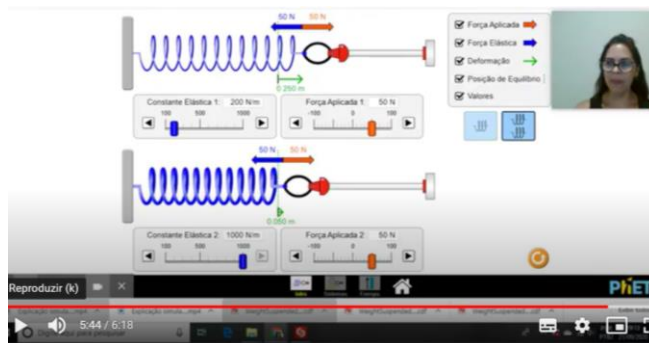 50 N 50 N
Força Aplicada
Força Elástica
Deformação
Posição de Equilíbrio
Valores
0.250 m
Constante Elástica 1: 200 N/m
100 500 1000
Força Aplicada 1: 50 N
-100 0 100
50 N 50 N
0.050 m
Constante Elástica 2: 1000 N/m
100 500 1000
Força Aplicada 2: 50 N
-100 0 100
Reproduzir (k)
PhET
5:44 / 6:18